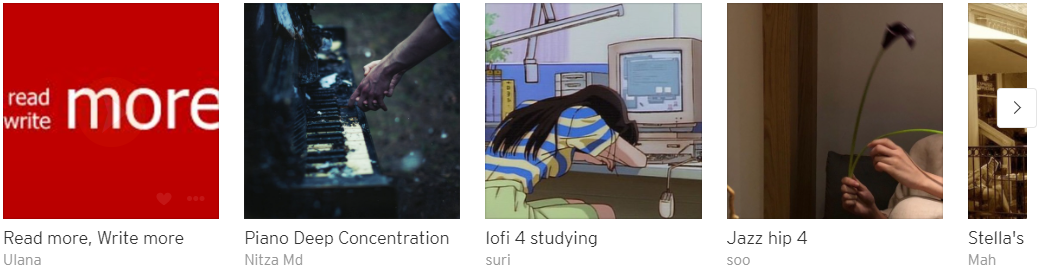 read
write more
Read more, Write more
Ulana
Piano Deep Concentration
Nitza Md
lofi 4 studying
suri
Jazz hip 4
soo
Stella's
Mah